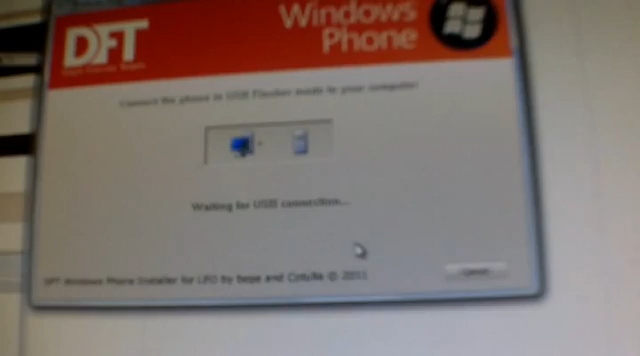 DFT
Windows
Phone
Connect the phone in USB Flasher mode to your computer
Waiting for USB connection...
DFT Windows Phone Installer for LEO by bepe and Cotulla © 2011
Cancel